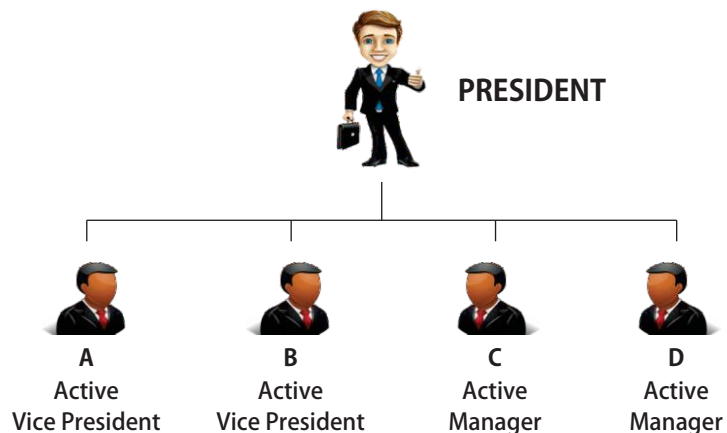 PRESIDENT
A
B
C
D
Active
Active
Active
Active
Vice President
Vice President
Manager
Manager